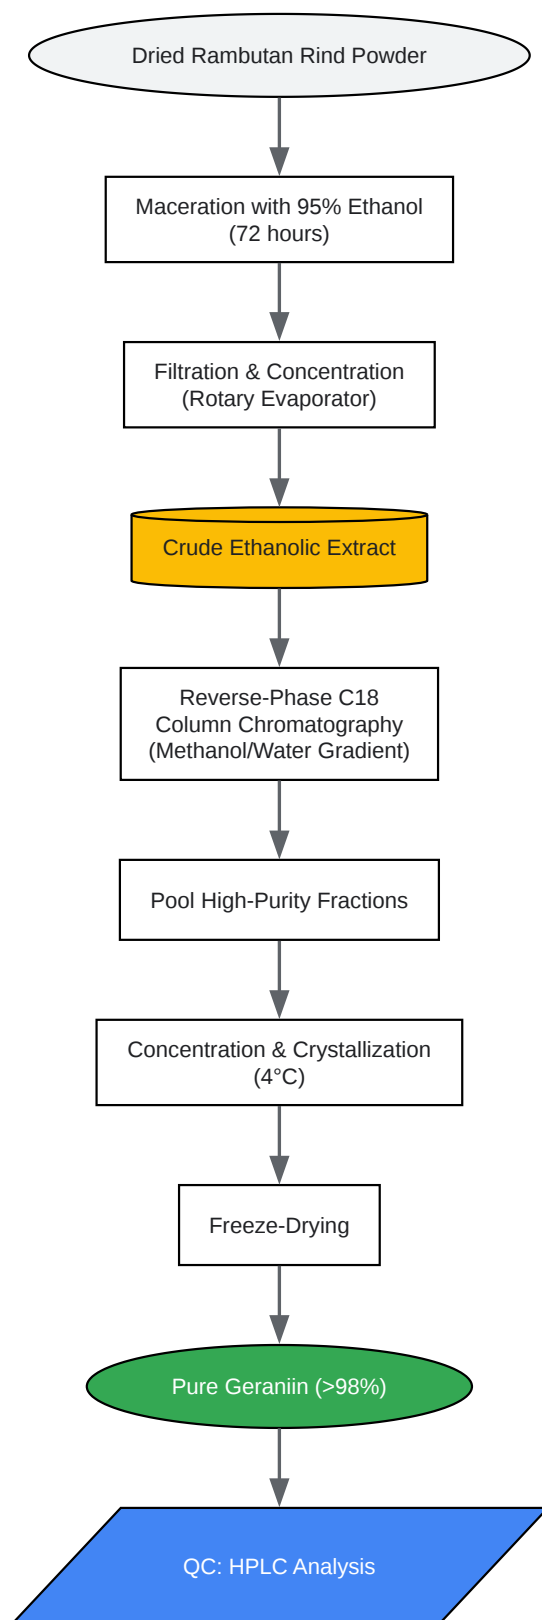 Dried Rambutan Rind Powder
Maceration with 95% Ethanol
(72 hours)
Filtration & Concentration
(Rotary Evaporator)
Crude Ethanolic Extract
Reverse-Phase C18
Column Chromatography
(Methanol/Water Gradient)
Pool High-Purity Fractions
Concentration & Crystallization
(4°C)
Freeze-Drying
Pure Geraniin (>98%)
QC: HPLC Analysis